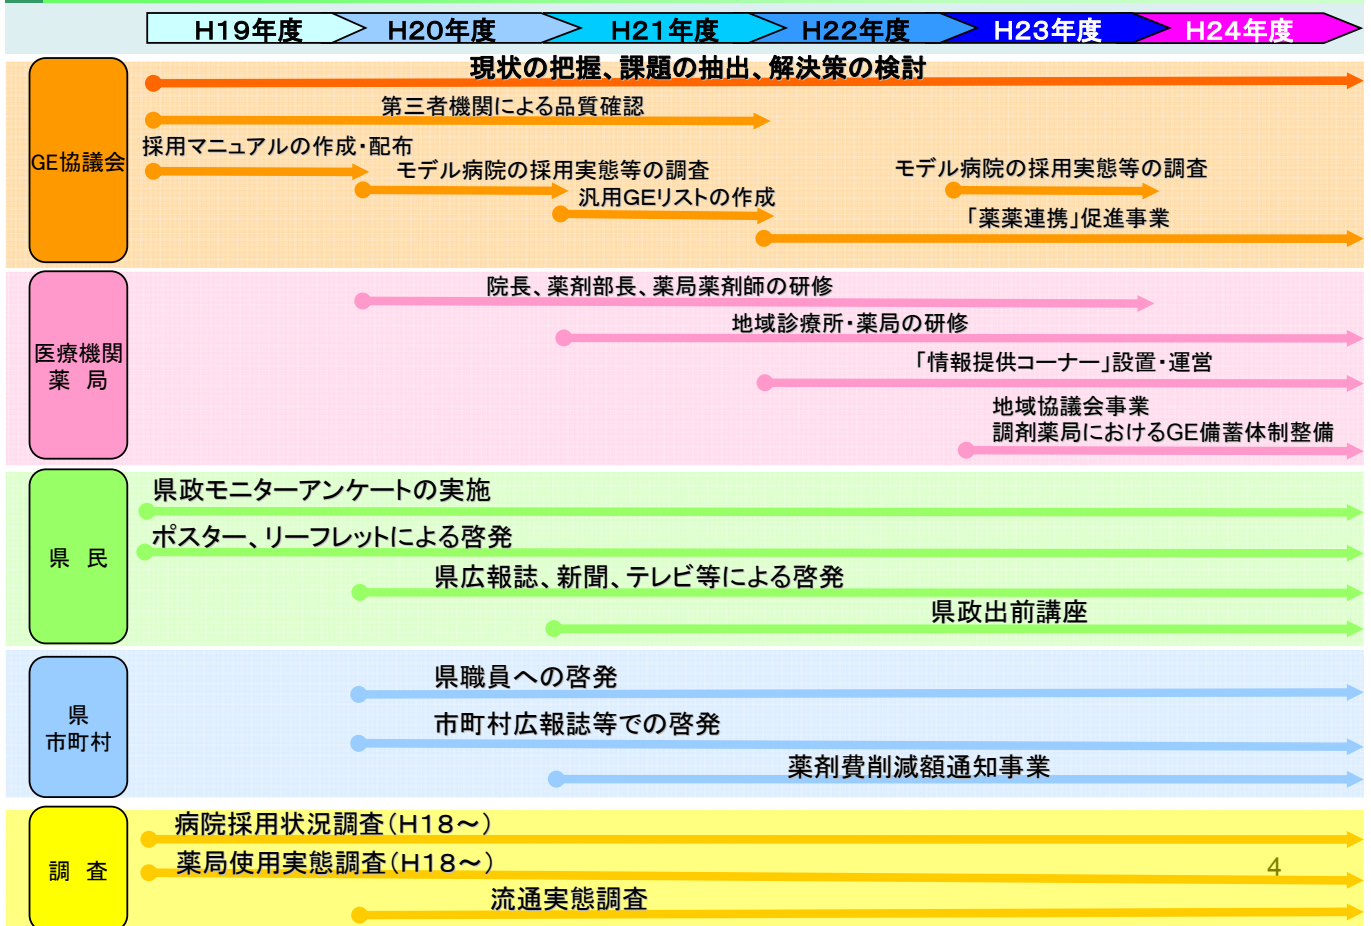 H19年度
H20年度
H21年度
H22年度
H23年度
H24年度
GE協議会
現状の把握、課題の抽出、解決策の検討
第三者機関による品質確認
採用マニュアルの作成・配布
モデル病院の採用実態等の調査
モデル病院の採用実態等の調査
汎用GEリストの作成
「薬薬連携」促進事業
医療機関
薬 局
院長、薬剤部長、薬局薬剤師の研修
地域診療所・薬局の研修
「情報提供コーナー」設置・運営
地域協議会事業
調剤薬局におけるGE備蓄体制整備
県 民
県政モニターアンケートの実施
ポスター、リーフレットによる啓発
県広報誌、新聞、テレビ等による啓発
県政出前講座
県
市町村
県職員への啓発
市町村広報誌等での啓発
薬剤費削減額通知事業
調 査
病院採用状況調査(H18～)
薬局使用実態調査(H18～)
流通実態調査
4